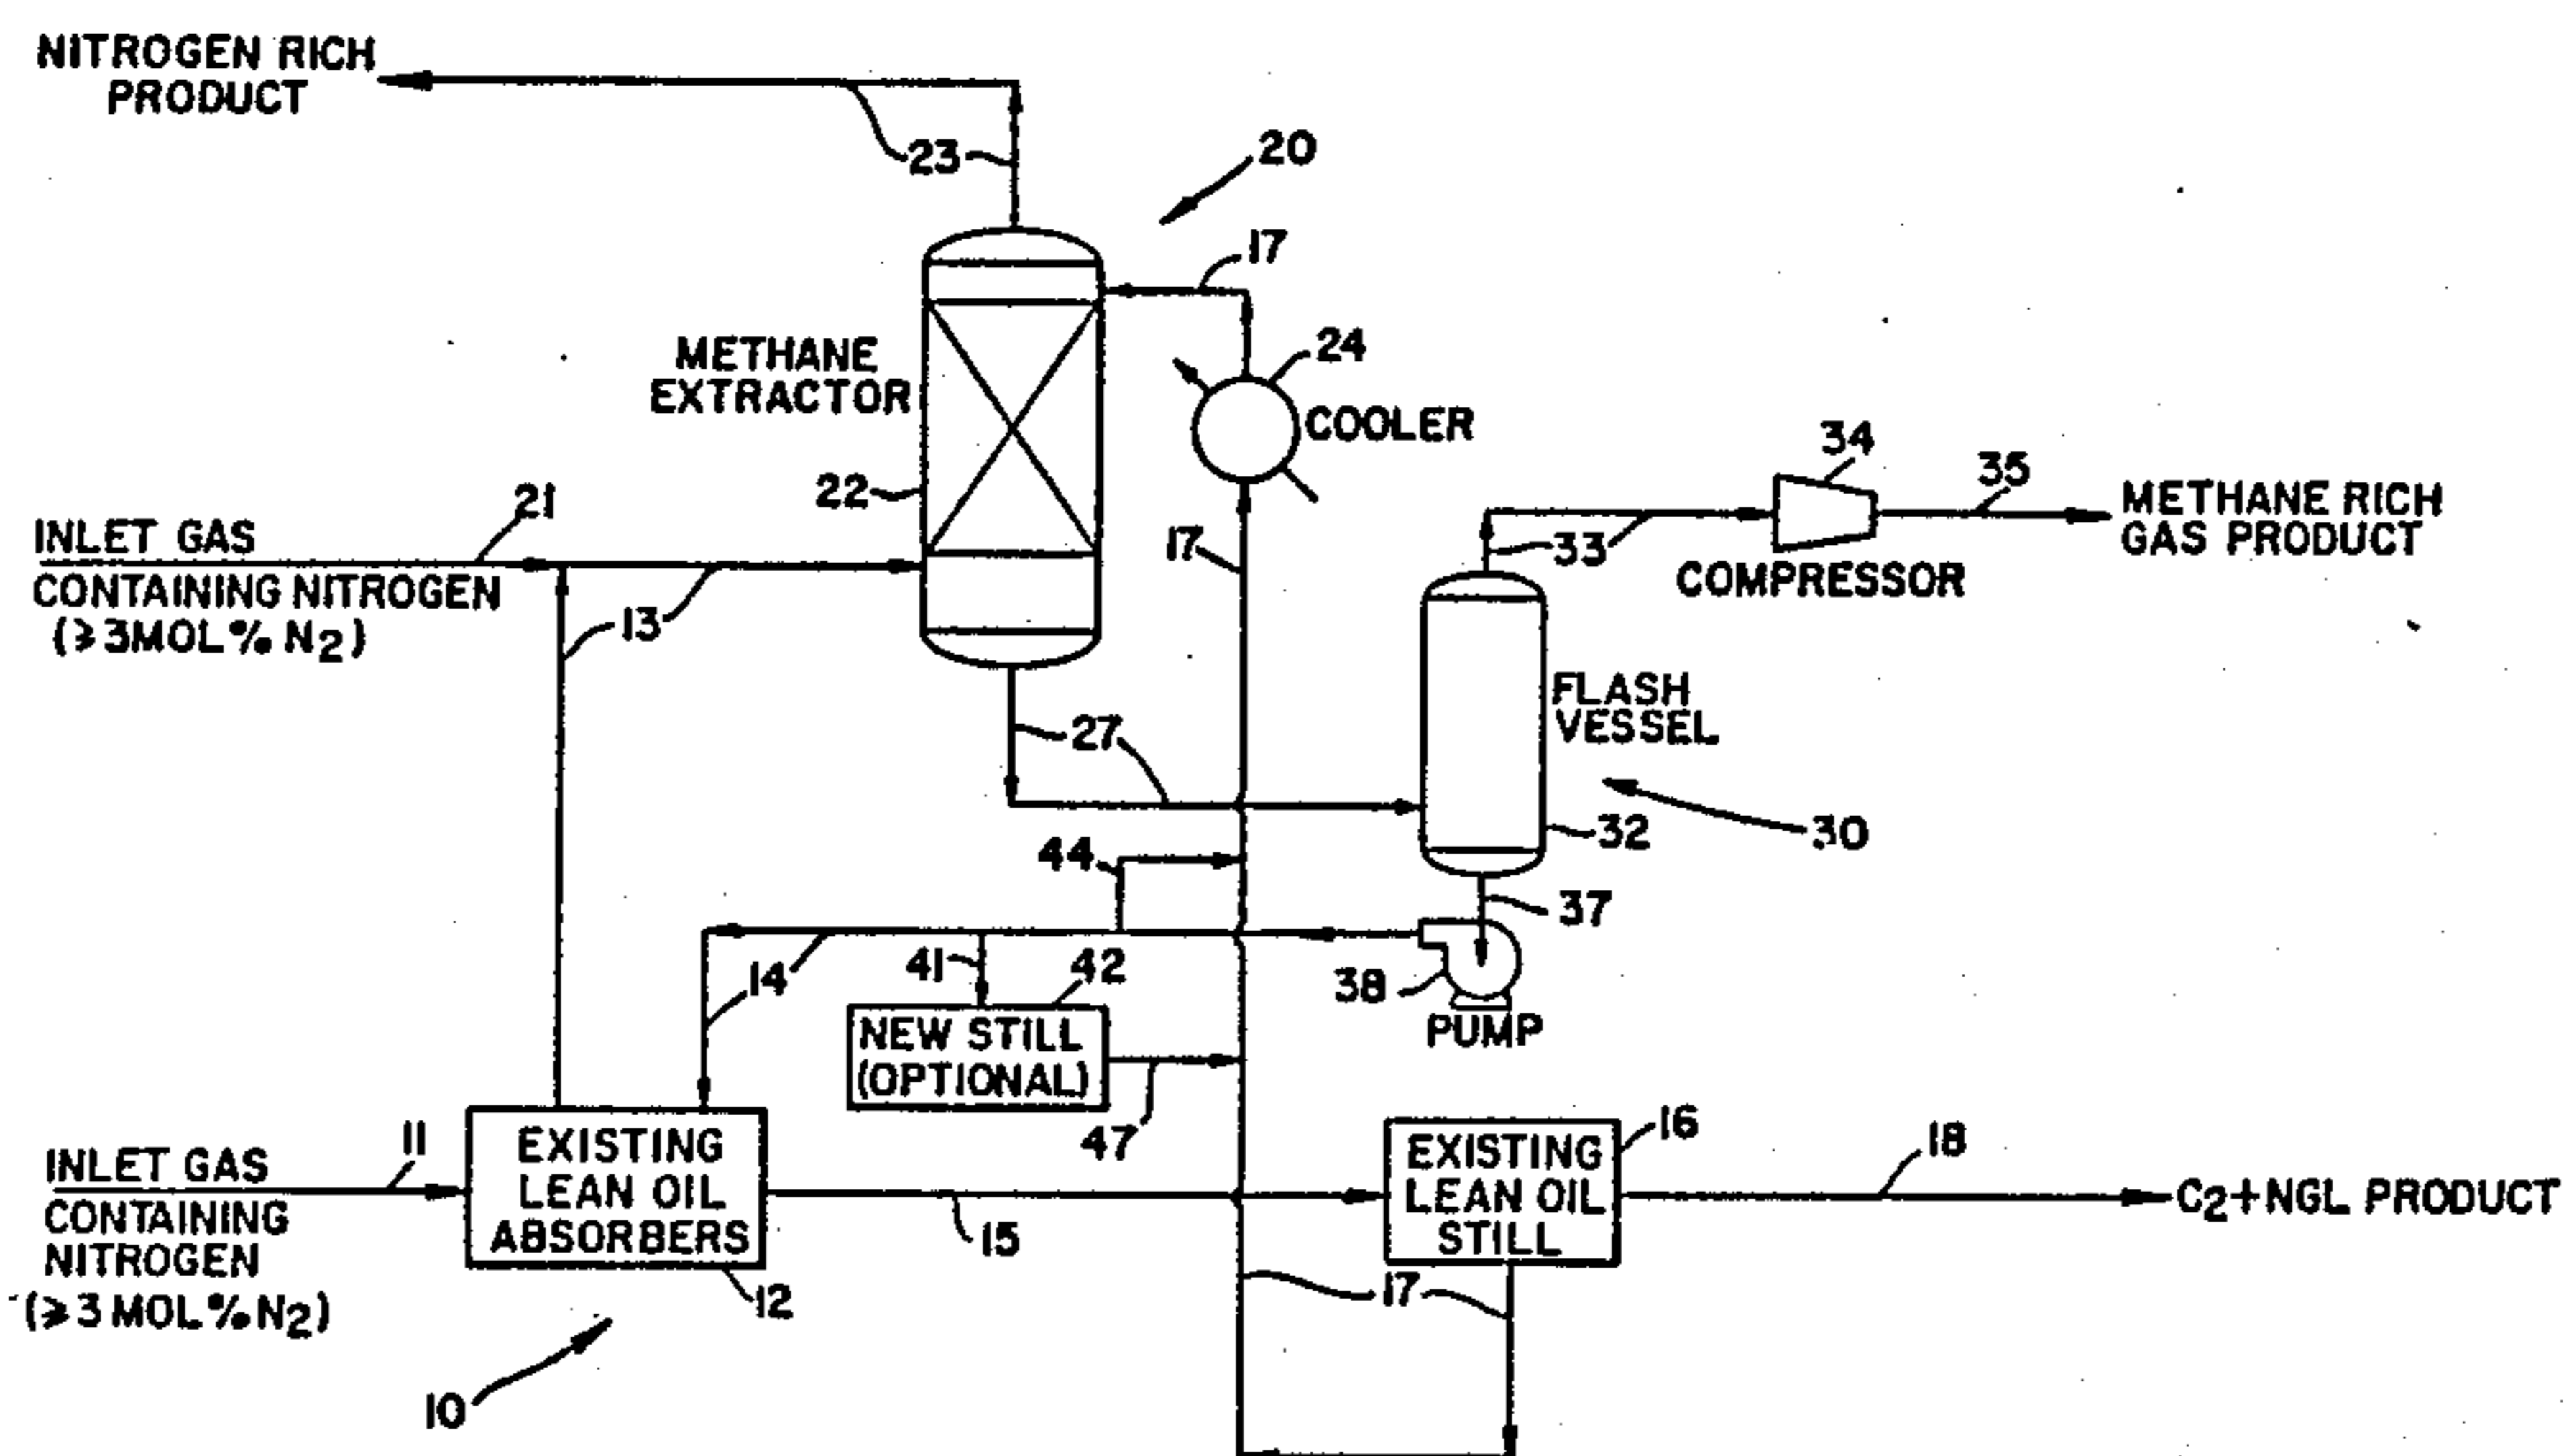 NITROGEN RICH
PRODUCT
23
20
17
METHANE
EXTRACTOR
24
COOLER
22
34
35
METHANE RICH
GAS PRODUCT
21
INLET GAS
CONTAINING NITROGEN
(⩾3MOL% N2)
17
33
COMPRESSOR
13
FLASH
VESSEL
27
32
30
44
37
14
41
42
38
PUMP
NEW STILL
(OPTIONAL)
47
11
INLET GAS
CONTAINING
NITROGEN
(⩾3 MOL% N2)
EXISTING
LEAN OIL
ABSORBERS
12
15
EXISTING
LEAN OIL
STILL
16
18
C2+NGL PRODUCT
17
10